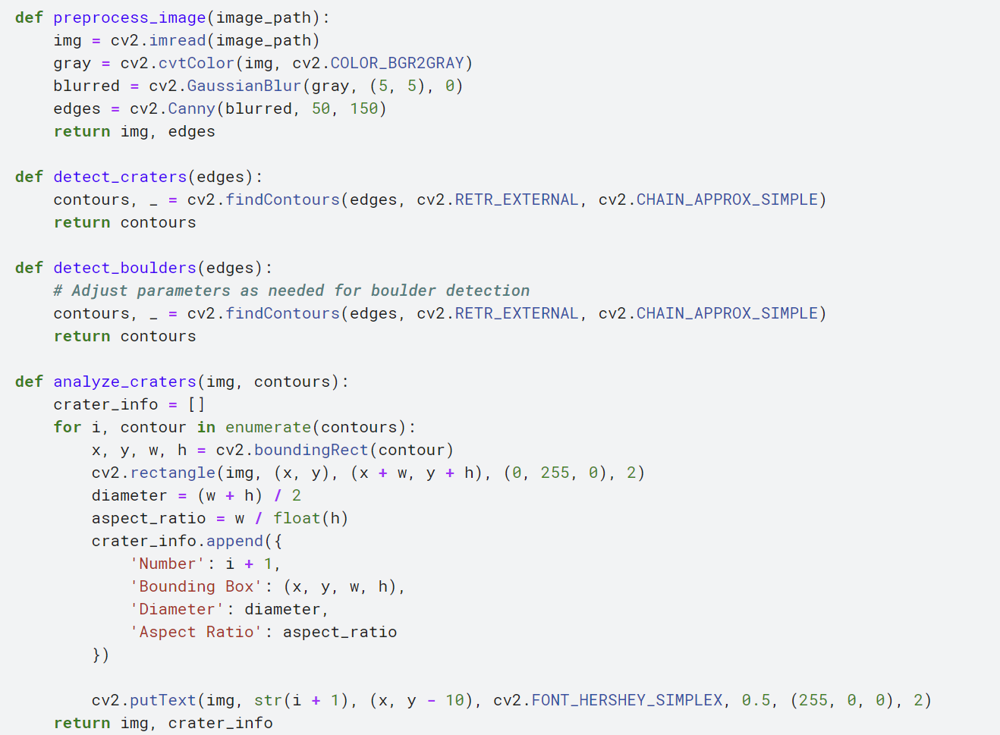 def preprocess_image(image_path):
    img = cv2.imread(image_path)
    gray = cv2.cvtColor(img, cv2.COLOR_BGR2GRAY)
    blurred = cv2.GaussianBlur(gray, (5, 5), 0)
    edges = cv2.Canny(blurred, 50, 150)
    return img, edges

def detect_craters(edges):
    contours, _ = cv2.findContours(edges, cv2.RETR_EXTERNAL, cv2.CHAIN_APPROX_SIMPLE)
    return contours

def detect_boulders(edges):
    # Adjust parameters as needed for boulder detection
    contours, _ = cv2.findContours(edges, cv2.RETR_EXTERNAL, cv2.CHAIN_APPROX_SIMPLE)
    return contours

def analyze_craters(img, contours):
    crater_info = []
    for i, contour in enumerate(contours):
        x, y, w, h = cv2.boundingRect(contour)
        cv2.rectangle(img, (x, y), (x + w, y + h), (0, 255, 0), 2)
        diameter = (w + h) / 2
        aspect_ratio = w / float(h)
        crater_info.append({
            'Number': i + 1,
            'Bounding Box': (x, y, w, h),
            'Diameter': diameter,
            'Aspect Ratio': aspect_ratio
        })

        cv2.putText(img, str(i + 1), (x, y - 10), cv2.FONT_HERSHEY_SIMPLEX, 0.5, (255, 0, 0), 2)
    return img, crater_info